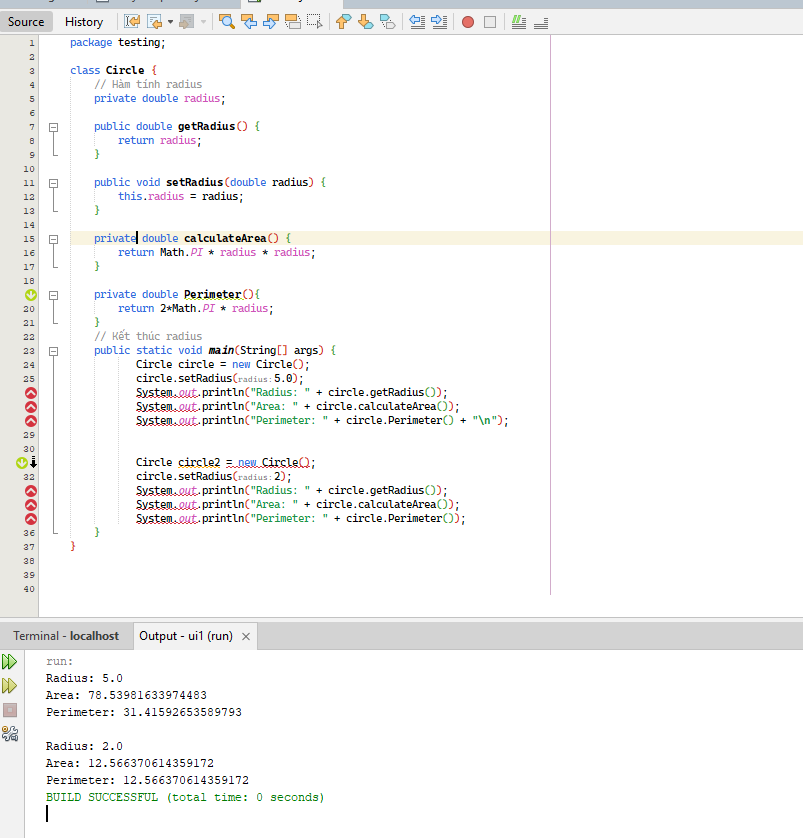 Source History
1 package testing;
2
3 class Circle {
4 // Hàm tính radius
5 private double radius;
6
7 public double getRadius() {
8 return radius;
9 }
10
11 public void setRadius(double radius) {
12 this.radius = radius;
13 }
14
15 private double calculateArea() {
16 return Math.PI * radius * radius;
17 }
18
private double Perimeter(){
20 return 2*Math.PI * radius;
21 }
22 // Kết thúc radius
23 public static void main(String[] args) {
24 Circle circle = new Circle();
25 circle.setRadius(radius: 5.0);
System.out.println("Radius: " + circle.getRadius());
System.out.println("Area: " + circle.calculateArea());
System.out.println("Perimeter: " + circle.Perimeter() + "\n");
29
30
Circle circle2 = new Circle();
32 circle.setRadius(radius: 2);
System.out.println("Radius: " + circle.getRadius());
System.out.println("Area: " + circle.calculateArea());
System.out.println("Perimeter: " + circle.Perimeter());
36 }
37 }
38
39
40
Terminal - localhost Output - ui1 (run) ×
run:
Radius: 5.0
Area: 78.53981633974483
Perimeter: 31.41592653589793
Radius: 2.0
Area: 12.566370614359172
Perimeter: 12.566370614359172
BUILD SUCCESSFUL (total time: 0 seconds)